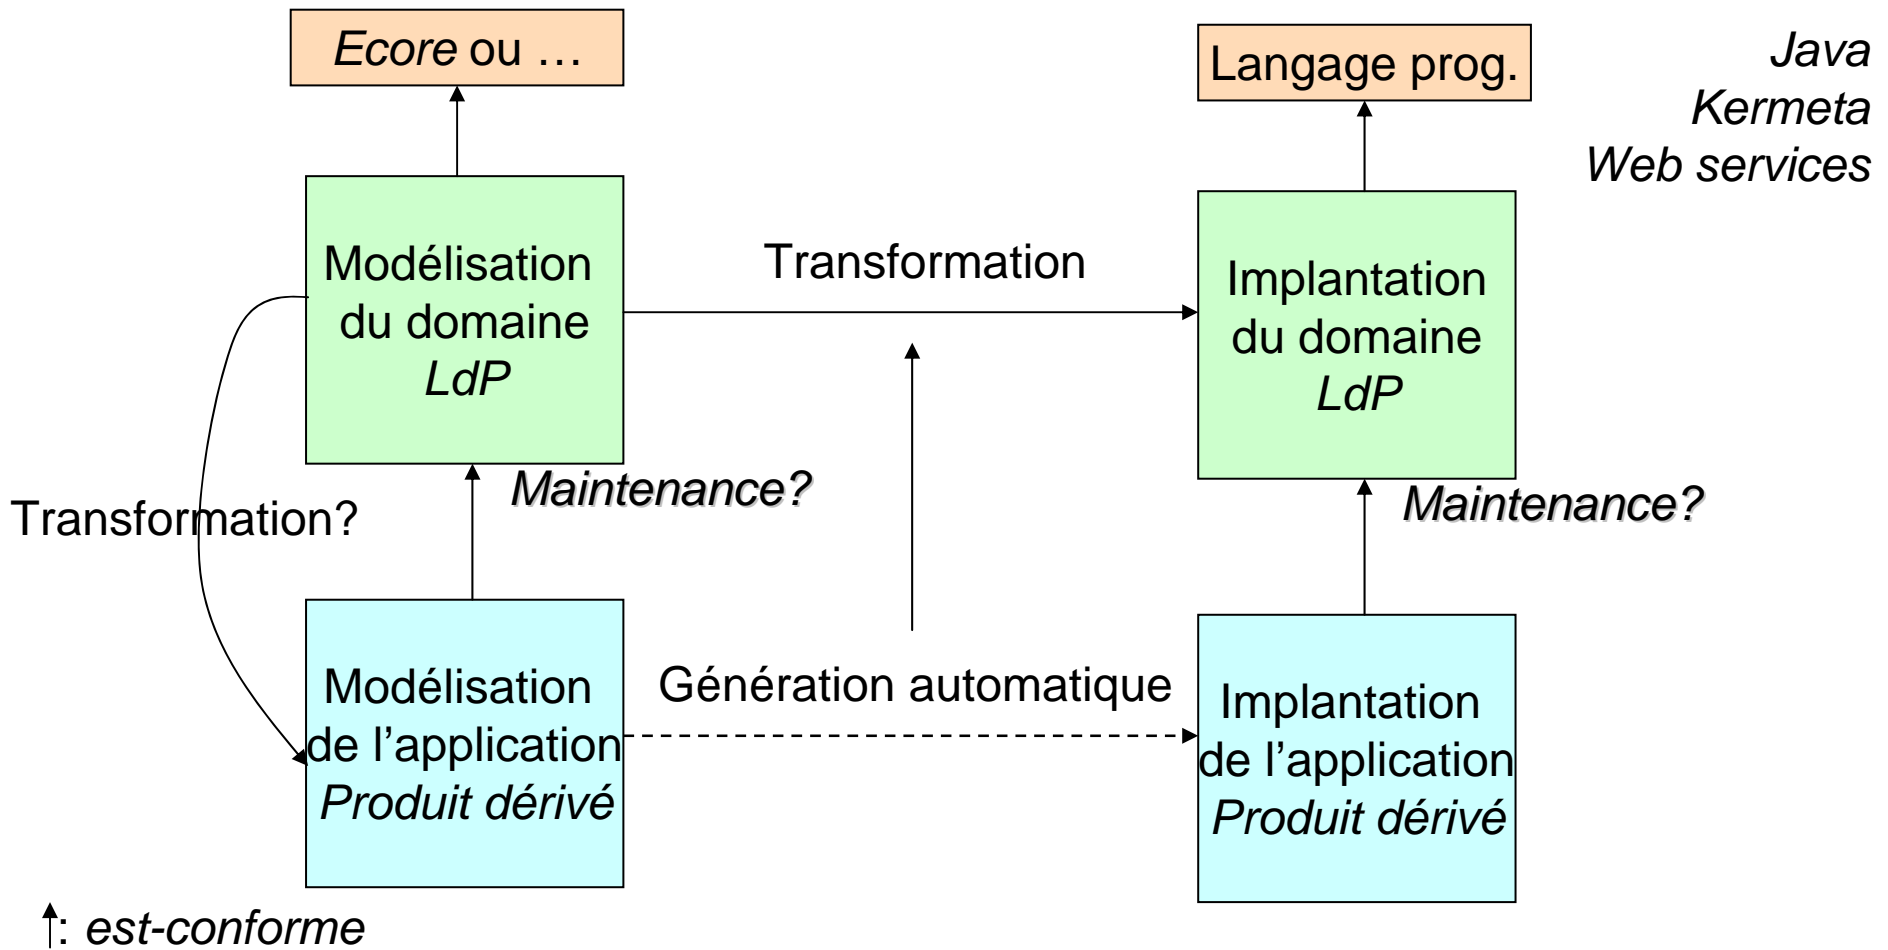 Ecore ou …
Langage prog.
Java
Kermeta
Web services
Modélisation
du domaine
LdP
Transformation
Implantation
du domaine
LdP
Maintenance?
Maintenance?
Transformation?
Modélisation
de l’application
Produit dérivé
Génération automatique
Implantation
de l’application
Produit dérivé
: est-conforme